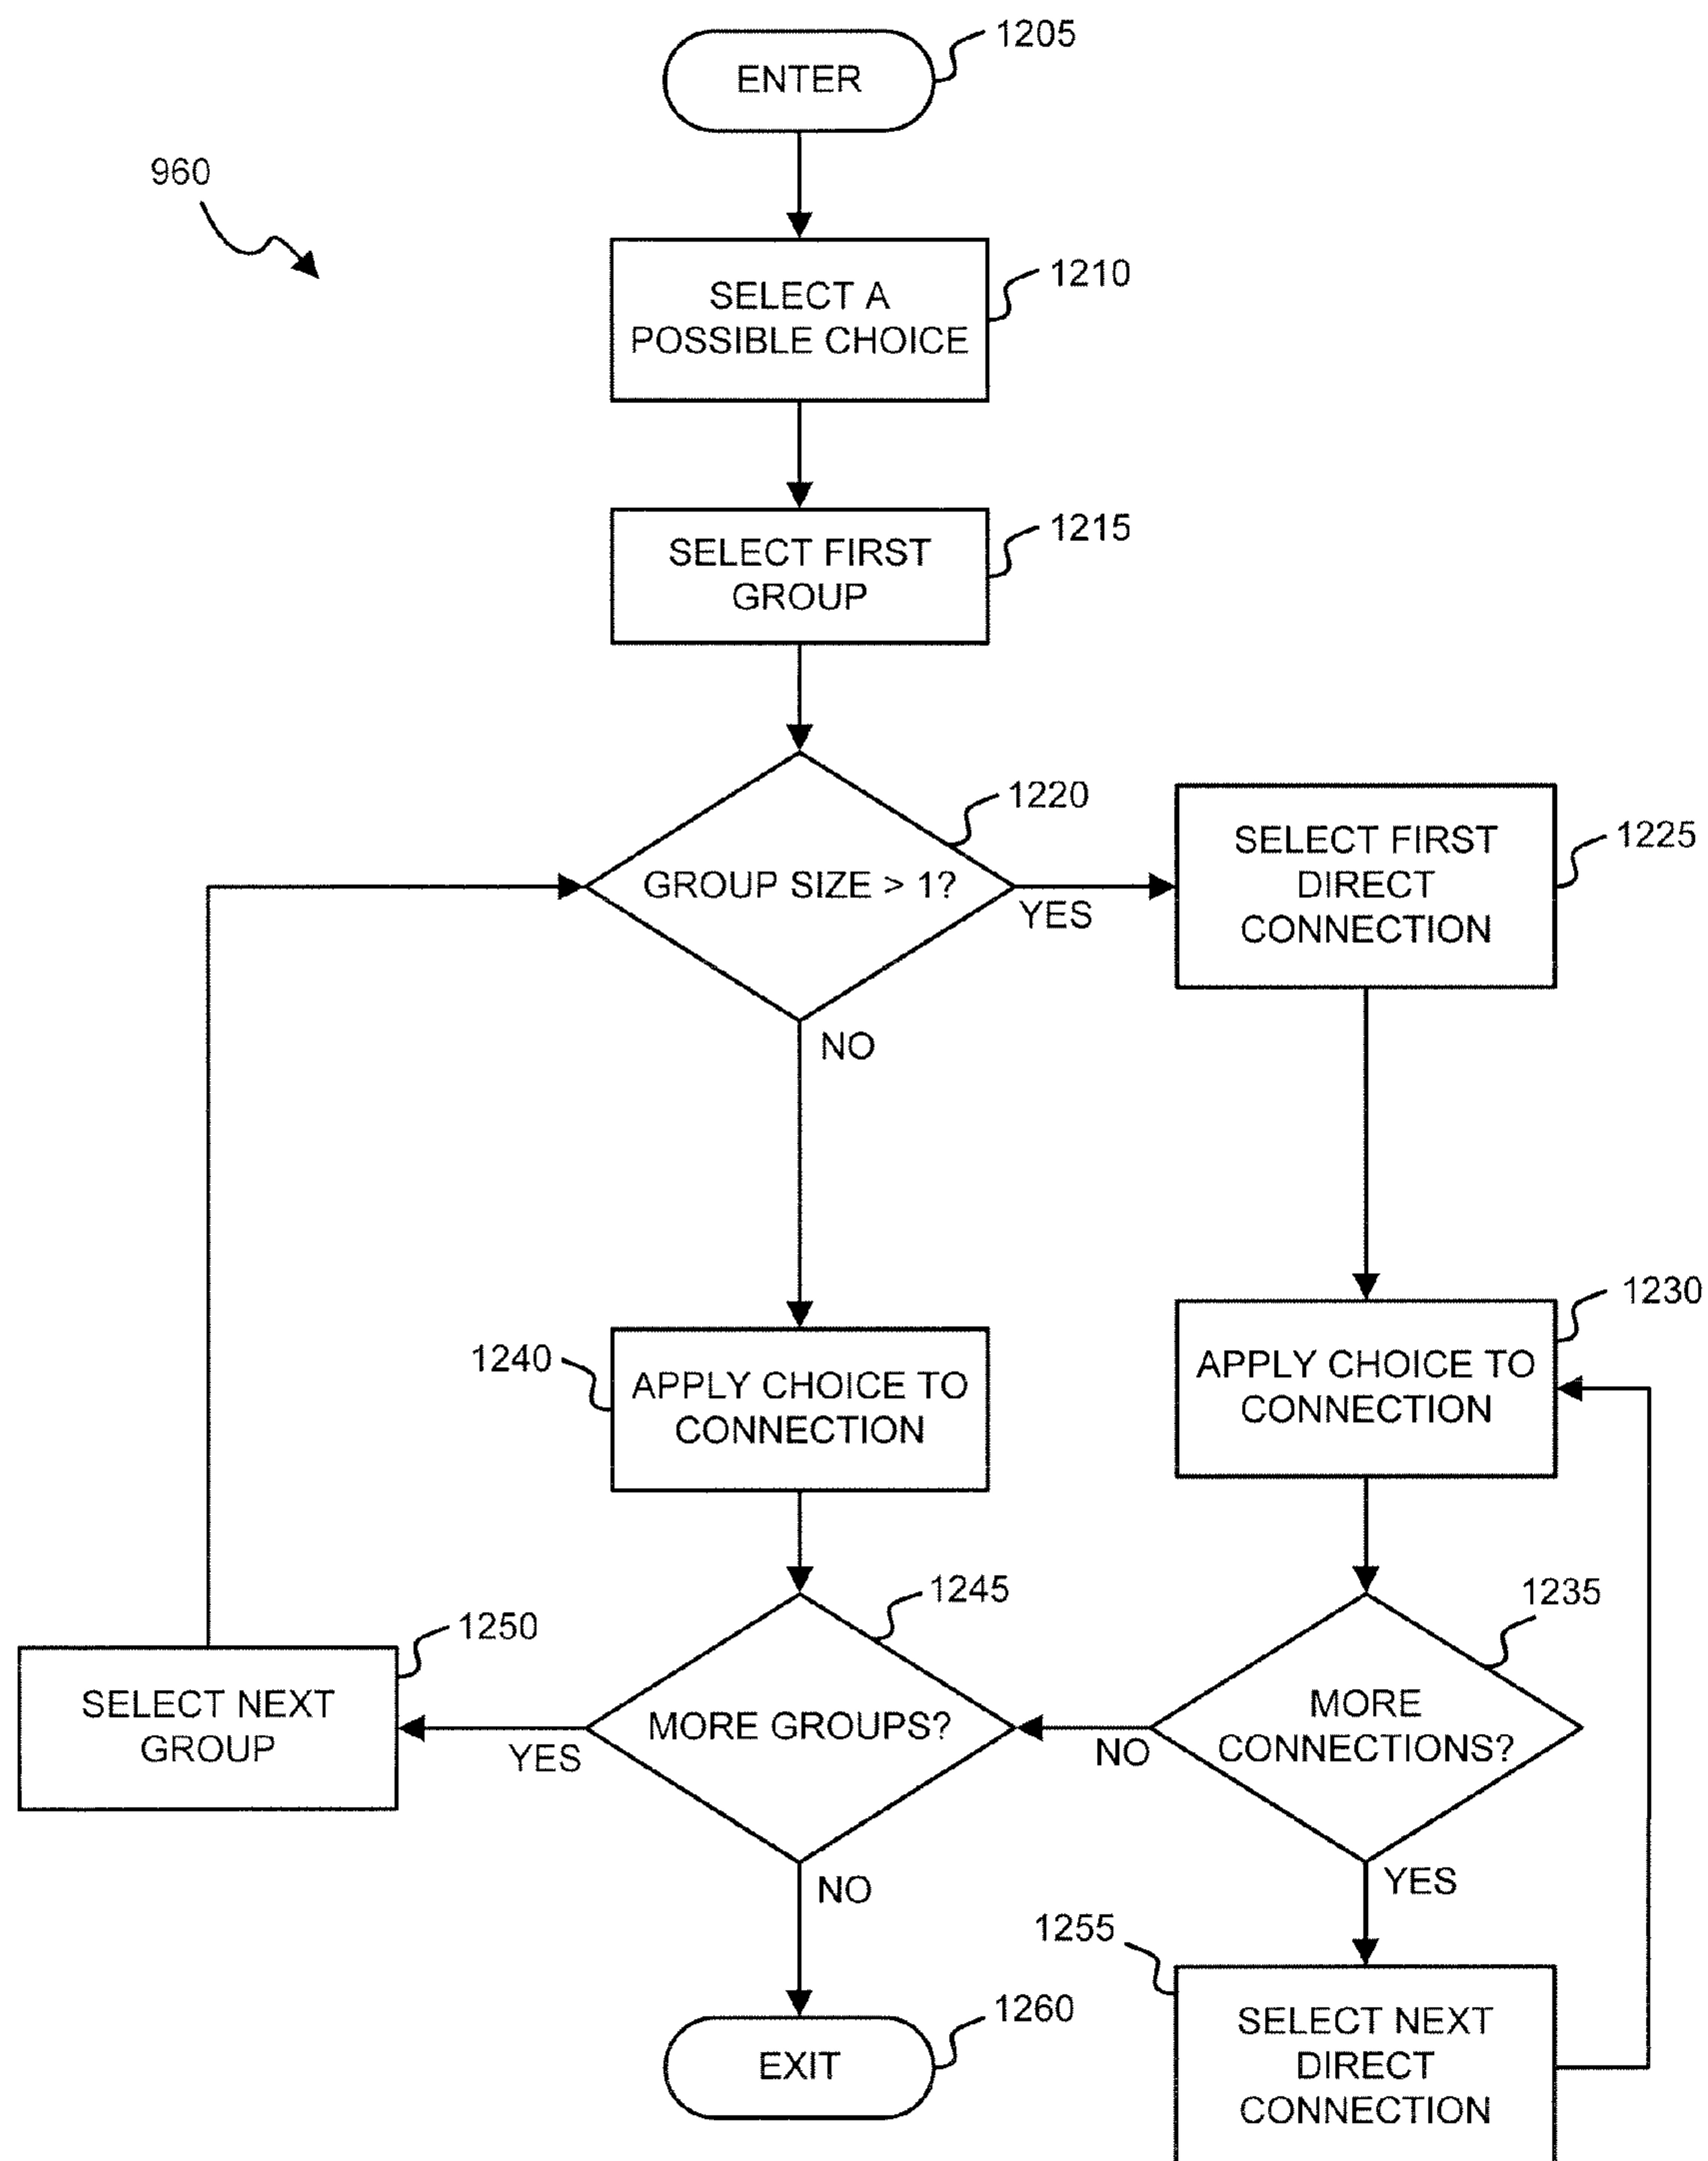 1205
ENTER
960
1210
SELECT A
POSSIBLE CHOICE
1215
SELECT FIRST
GROUP
1220
GROUP SIZE > 1?
YES
NO
1225
SELECT FIRST
DIRECT
CONNECTION
1230
APPLY CHOICE TO
CONNECTION
1240
APPLY CHOICE TO
CONNECTION
1245
MORE GROUPS?
YES
NO
1235
MORE
CONNECTIONS?
NO
YES
1250
SELECT NEXT
GROUP
1255
SELECT NEXT
DIRECT
CONNECTION
1260
EXIT